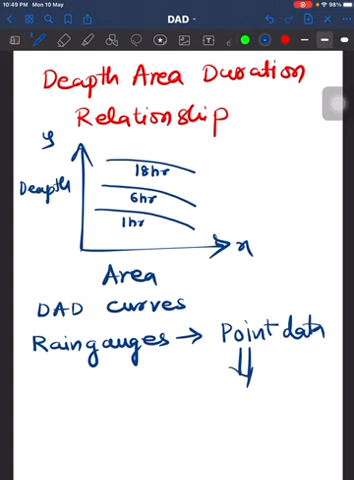 10:49 PM Mon 10 May
98%
DAD
Deapth Area Duration
Relationship
y
Deapth
18hr
6hr
1hr
x
Area
DAD curves
Raingauges → Point data